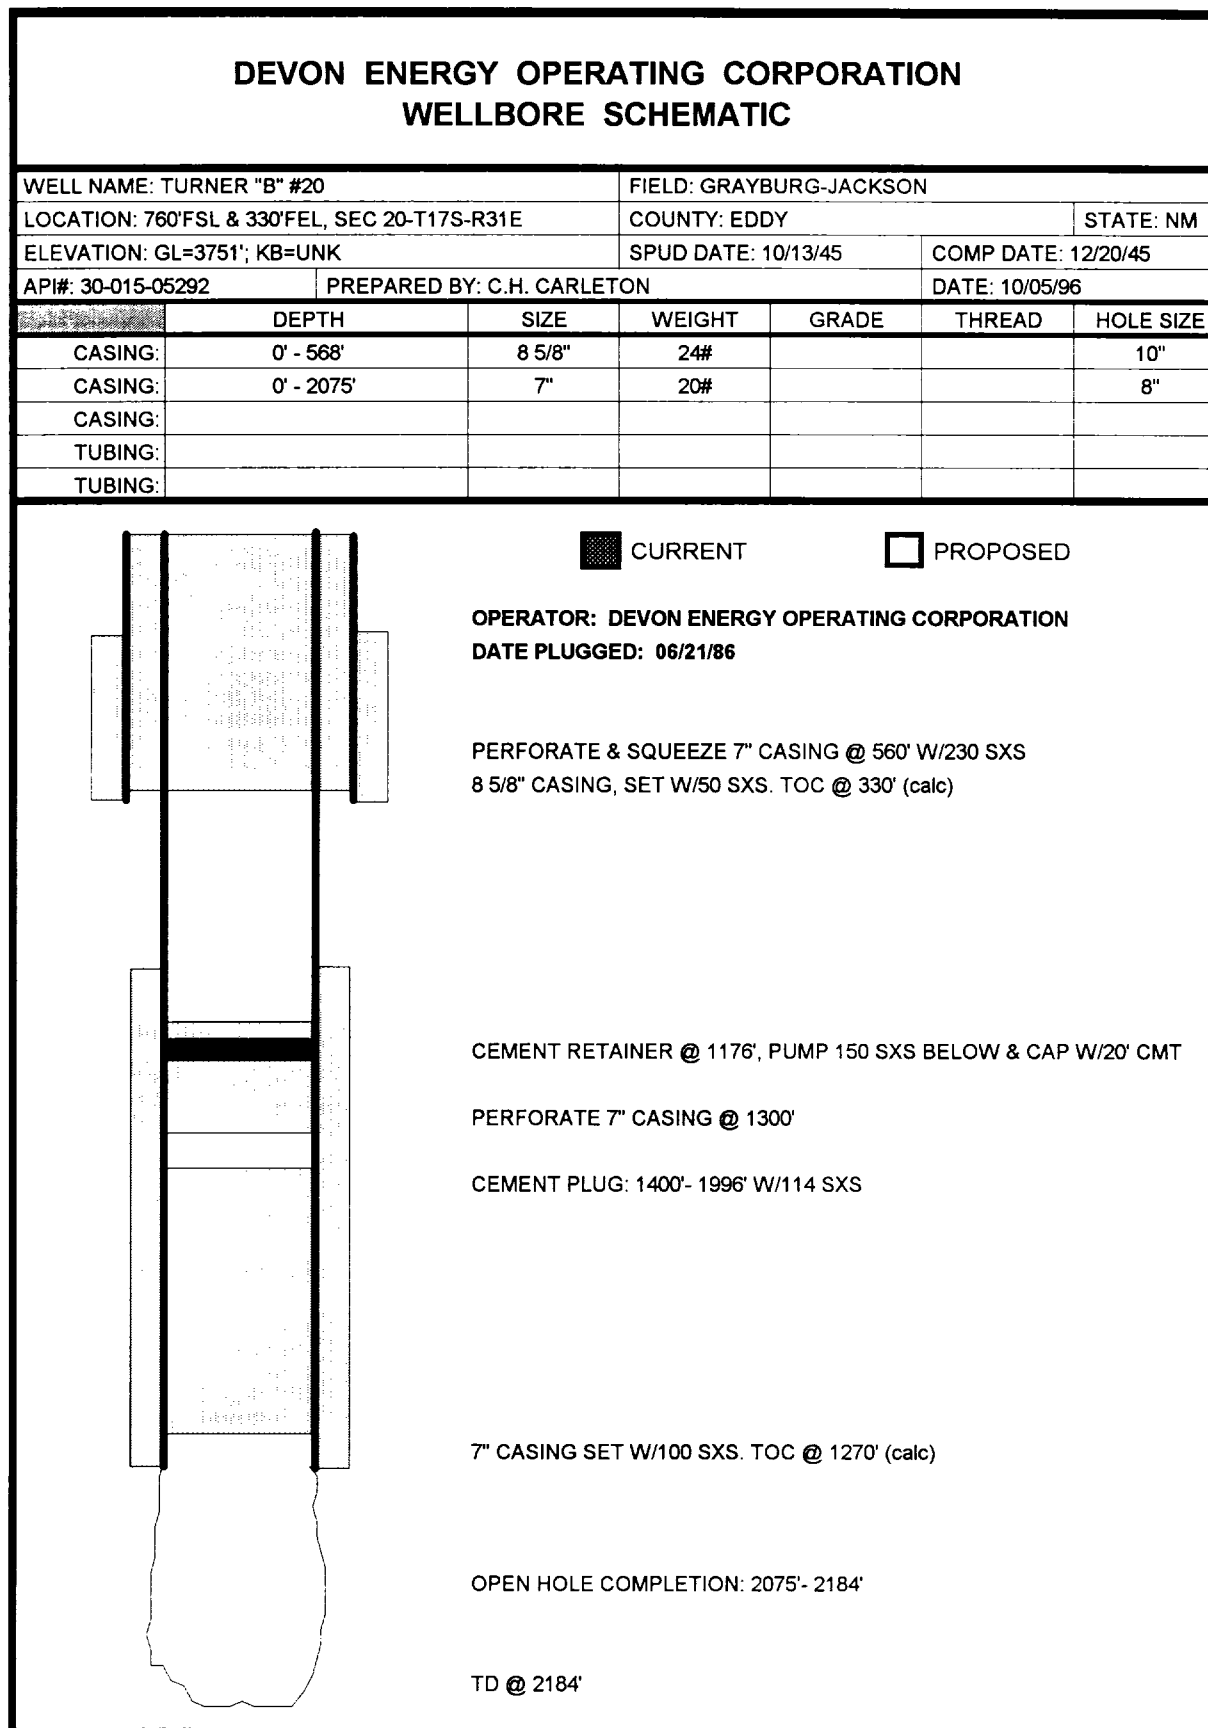 DEVON ENERGY OPERATING CORPORATION
WELLBORE SCHEMATIC
WELL NAME: TURNER "B" #20 FIELD: GRAYBURG-JACKSON
LOCATION: 760'FSL & 330'FEL, SEC 20-T17S-R31E COUNTY: EDDY STATE: NM
ELEVATION: GL=3751'; KB=UNK SPUD DATE: 10/13/45 COMP DATE: 12/20/45
API#: 30-015-05292 PREPARED BY: C.H. CARLETON DATE: 10/05/96
DEPTH SIZE WEIGHT GRADE THREAD HOLE SIZE
CASING: 0' - 568' 8 5/8" 24# 10"
CASING: 0' - 2075' 7" 20# 8"
CASING:
TUBING:
TUBING:
CURRENT PROPOSED
OPERATOR: DEVON ENERGY OPERATING CORPORATION
DATE PLUGGED: 06/21/86
PERFORATE & SQUEEZE 7" CASING @ 560' W/230 SXS
8 5/8" CASING, SET W/50 SXS. TOC @ 330' (calc)
CEMENT RETAINER @ 1176', PUMP 150 SXS BELOW & CAP W/20' CMT
PERFORATE 7" CASING @ 1300'
CEMENT PLUG: 1400'- 1996' W/114 SXS
7" CASING SET W/100 SXS. TOC @ 1270' (calc)
OPEN HOLE COMPLETION: 2075'- 2184'
TD @ 2184'